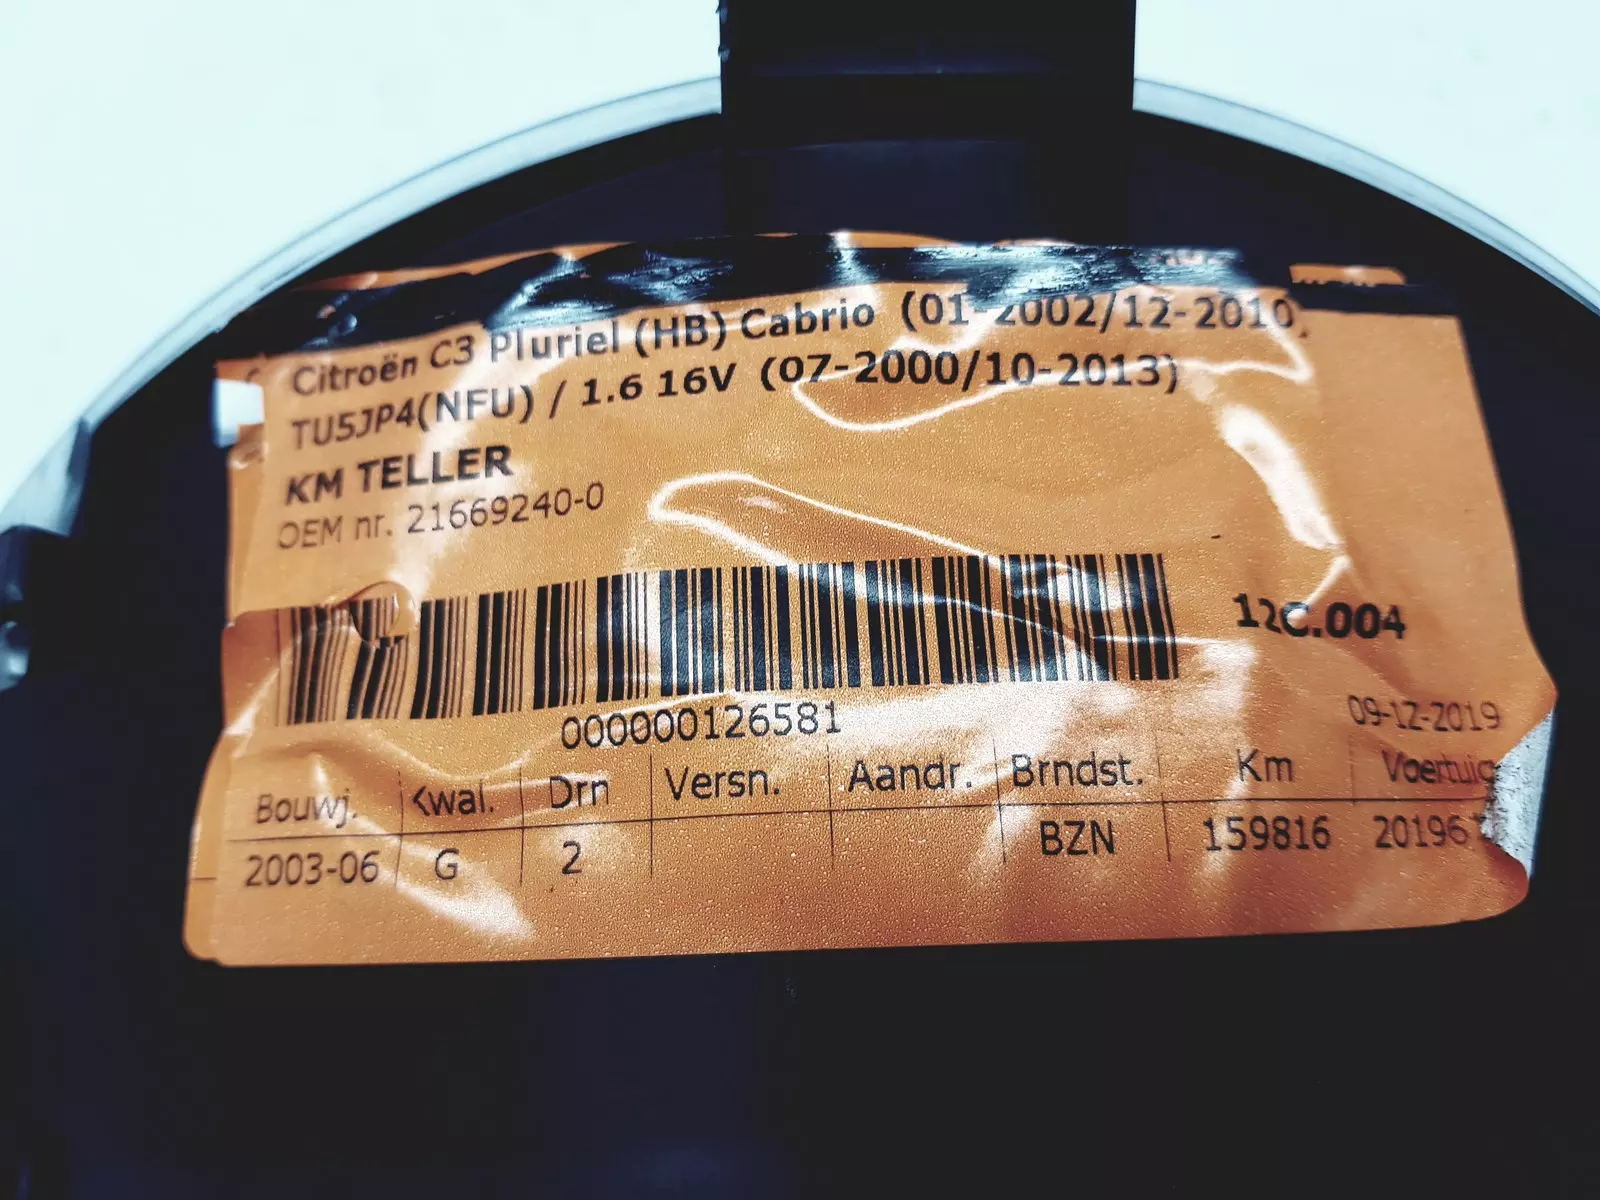 Citroën C3 Pluriel (HB) Cabrio (01-2002/12-2010)
TU5JP4(NFU) / 1.6 16V (07-2000/10-2013)
KM TELLER
OEM nr. 21669240-0
12C.004
000000126581
09-12-2019
Bouwj. Kwal. Drn Versn. Aandr. Brndst. Km Voertuig
2003-06 G 2 BZN 159816